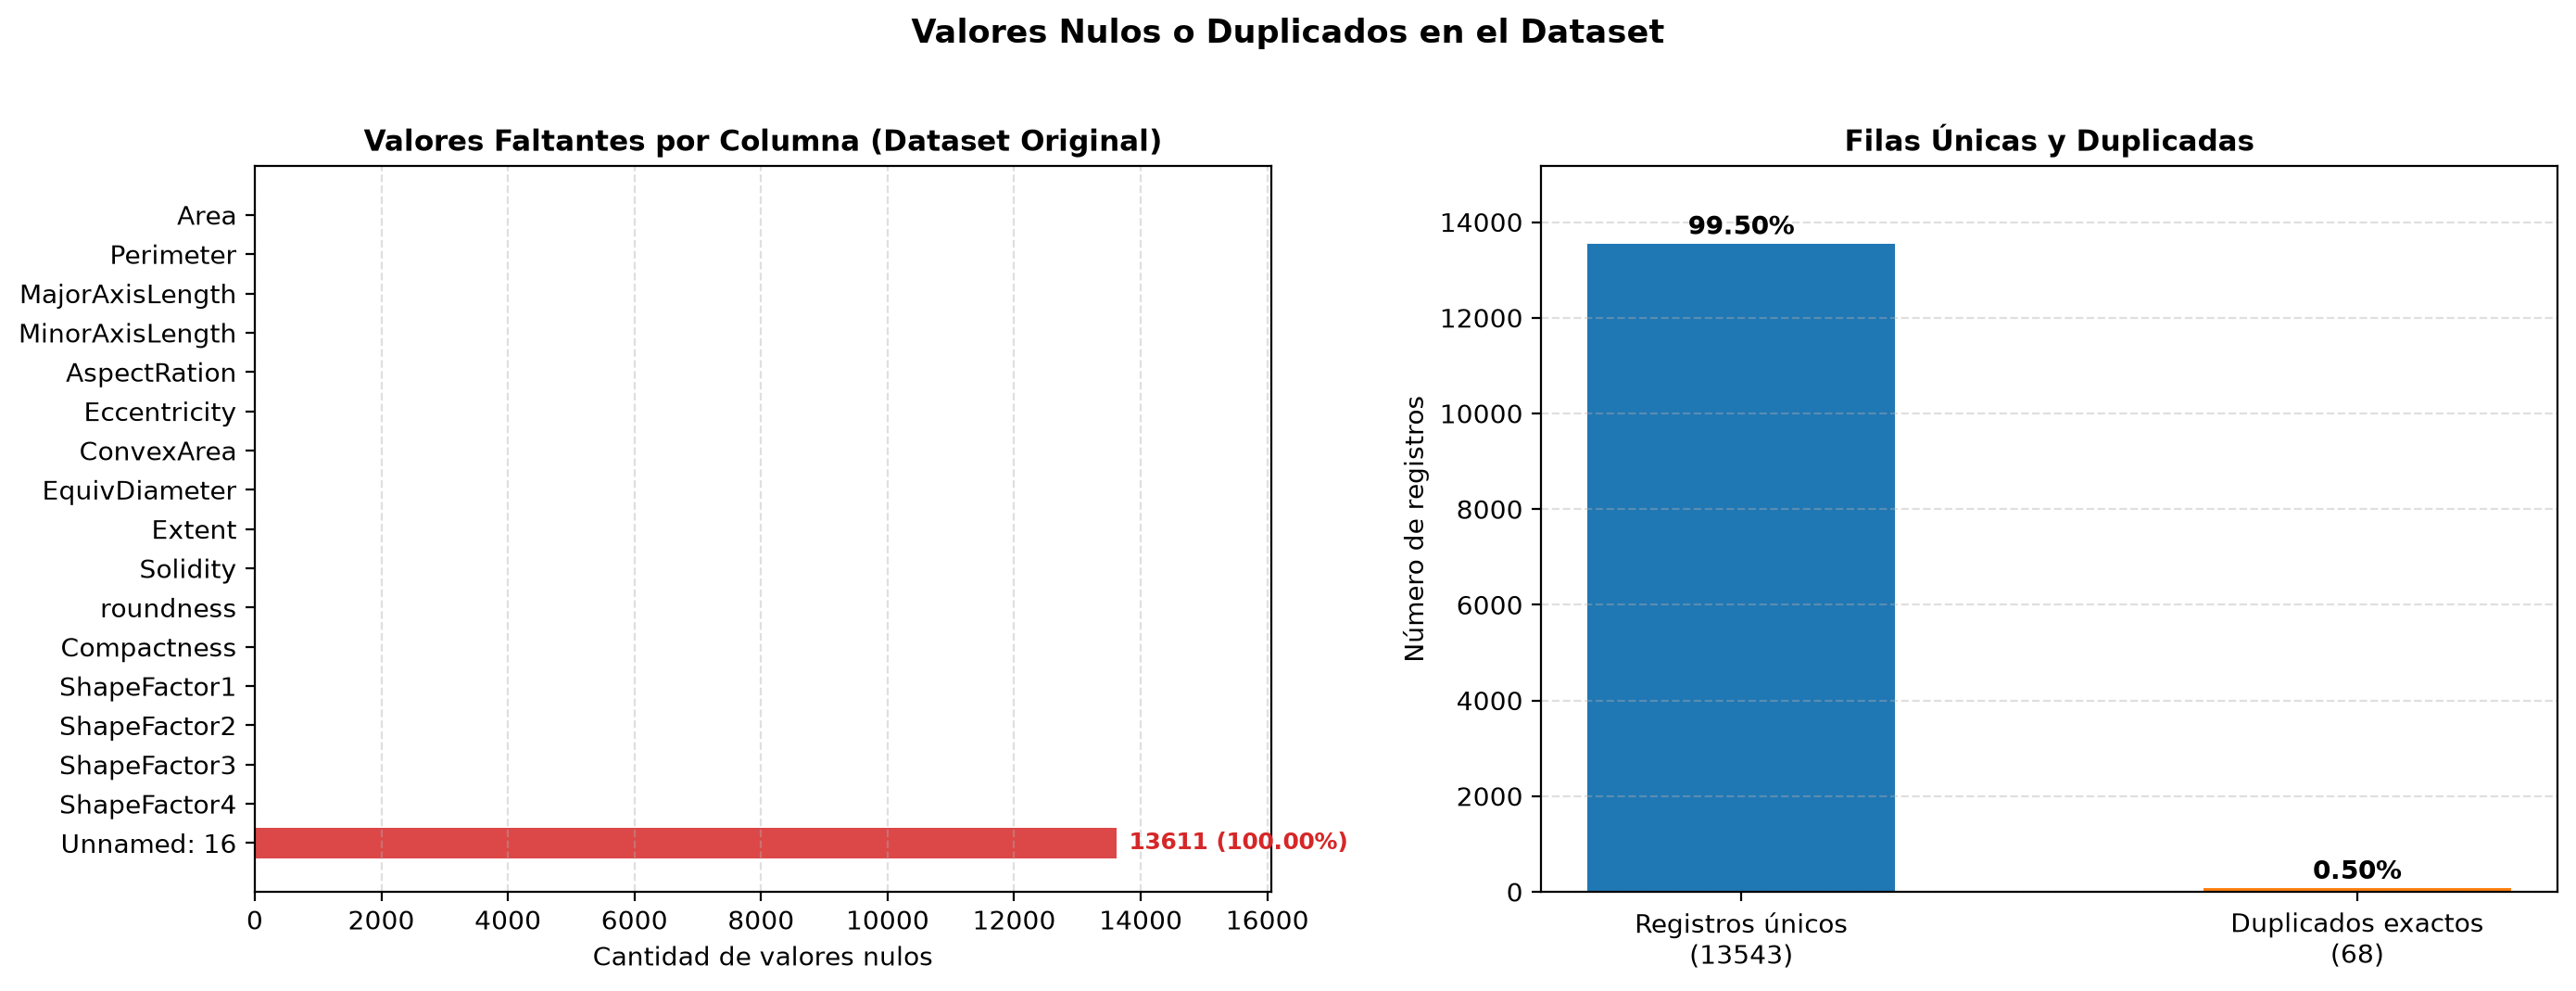 Valores Nulos o Duplicados en el Dataset
Valores Faltantes por Columna (Dataset Original)
Area
Perimeter
MajorAxisLength
MinorAxisLength
AspectRation
Eccentricity
ConvexArea
EquivDiameter
Extent
Solidity
roundness
Compactness
ShapeFactor1
ShapeFactor2
ShapeFactor3
ShapeFactor4
Unnamed: 16
13611 (100.00%)
0 2000 4000 6000 8000 10000 12000 14000 16000
Cantidad de valores nulos
Filas Únicas y Duplicadas
Número de registros
14000
12000
10000
8000
6000
4000
2000
0
99.50%
0.50%
Registros únicos
(13543)
Duplicados exactos
(68)